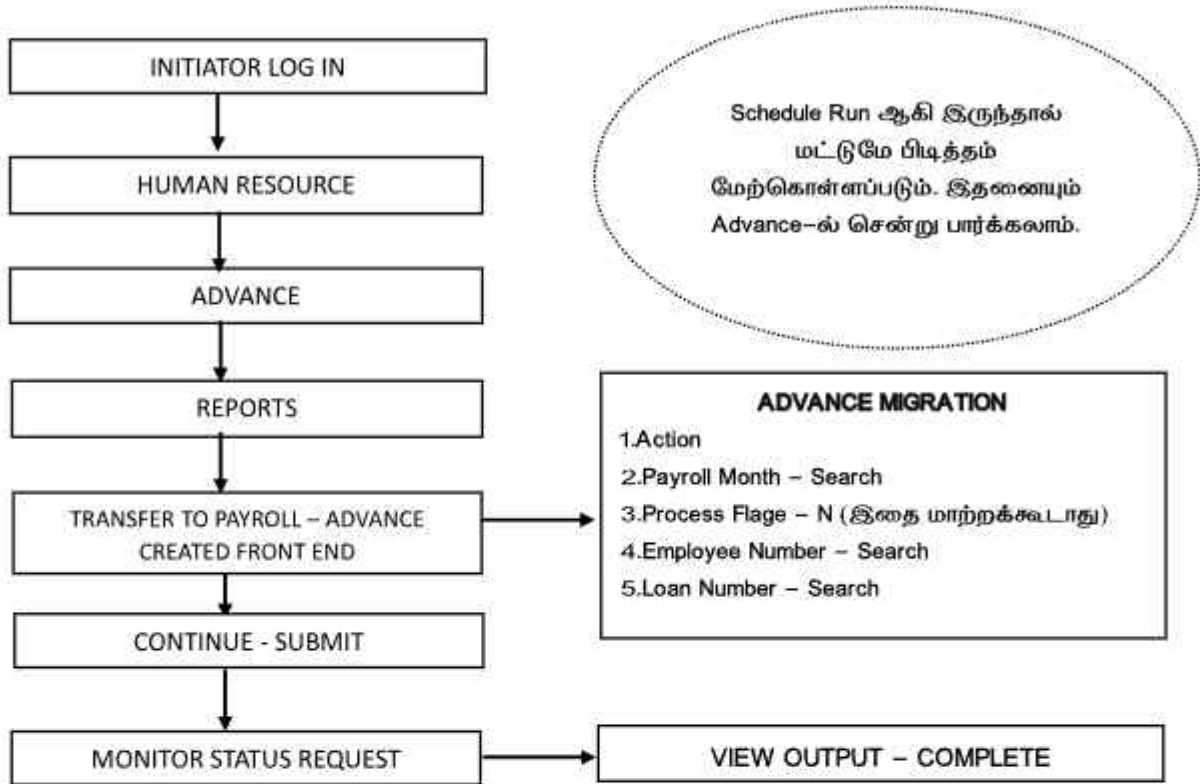 INITIATOR LOG IN
HUMAN RESOURCE
ADVANCE
REPORTS
TRANSFER TO PAYROLL – ADVANCE
CREATED FRONT END
CONTINUE - SUBMIT
MONITOR STATUS REQUEST
Schedule Run ஆகி இருந்தால்
மட்டுமே பிடித்தம்
மேற்கொள்ளப்படும். இதனையும்
Advance–ல் சென்று பார்க்கலாம்.
ADVANCE MIGRATION
1.Action
2.Payroll Month – Search
3.Process Flage – N (இதை மாற்றக்கூடாது)
4.Employee Number – Search
5.Loan Number – Search
VIEW OUTPUT – COMPLETE